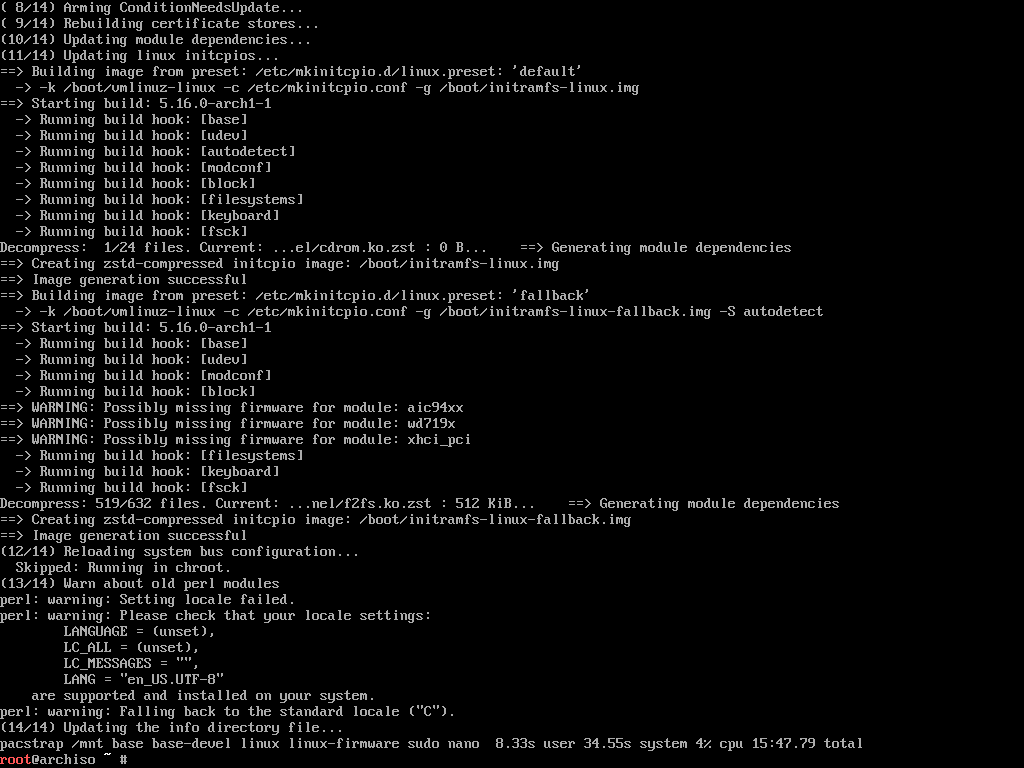 ( 8/14) Arming ConditionNeedsUpdate...
( 9/14) Rebuilding certificate stores...
(10/14) Updating module dependencies...
(11/14) Updating linux initcpios...
==> Building image from preset: /etc/mkinitcpio.d/linux.preset: 'default'
  -> -k /boot/vmlinuz-linux -c /etc/mkinitcpio.conf -g /boot/initramfs-linux.img
==> Starting build: 5.16.0-arch1-1
  -> Running build hook: [base]
  -> Running build hook: [udev]
  -> Running build hook: [autodetect]
  -> Running build hook: [modconf]
  -> Running build hook: [block]
  -> Running build hook: [filesystems]
  -> Running build hook: [keyboard]
  -> Running build hook: [fsck]
Decompress:  1/24 files. Current: ...el/cdrom.ko.zst : 0 B...    ==> Generating module dependencies
==> Creating zstd-compressed initcpio image: /boot/initramfs-linux.img
==> Image generation successful
==> Building image from preset: /etc/mkinitcpio.d/linux.preset: 'fallback'
  -> -k /boot/vmlinuz-linux -c /etc/mkinitcpio.conf -g /boot/initramfs-linux-fallback.img -S autodetect
==> Starting build: 5.16.0-arch1-1
  -> Running build hook: [base]
  -> Running build hook: [udev]
  -> Running build hook: [modconf]
  -> Running build hook: [block]
==> WARNING: Possibly missing firmware for module: aic94xx
==> WARNING: Possibly missing firmware for module: wd719x
==> WARNING: Possibly missing firmware for module: xhci_pci
  -> Running build hook: [filesystems]
  -> Running build hook: [keyboard]
  -> Running build hook: [fsck]
Decompress: 519/632 files. Current: ...nel/f2fs.ko.zst : 512 KiB...    ==> Generating module dependencies
==> Creating zstd-compressed initcpio image: /boot/initramfs-linux-fallback.img
==> Image generation successful
(12/14) Reloading system bus configuration...
  Skipped: Running in chroot.
(13/14) Warn about old perl modules
perl: warning: Setting locale failed.
perl: warning: Please check that your locale settings:
        LANGUAGE = (unset),
        LC_ALL = (unset),
        LC_MESSAGES = "",
        LANG = "en_US.UTF-8"
    are supported and installed on your system.
perl: warning: Falling back to the standard locale ("C").
(14/14) Updating the info directory file...
pacstrap /mnt base base-devel linux linux-firmware sudo nano  8.33s user 34.55s system 4% cpu 15:47.79 total
root@archiso ~ #